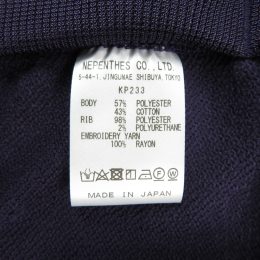 NEPENTHES CO., LTD.
5-44-1, JINGUMAE SHIBUYA, TOKYO
KP233
BODY 57% POLYESTER
43% COTTON
RIB 98% POLYESTER
2% POLYURETHANE
EMBROIDERY YARN
100% RAYON
MADE IN JAPAN